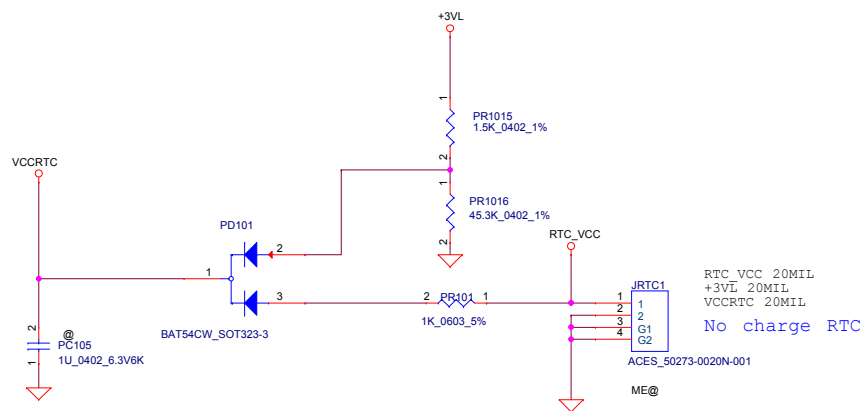 +3VL
1
PR1015
1.5K_0402_1%
2
VCCRTC
1
PR1016
45.3K_0402_1%
2
PD101
2
1
3
BAT54CW_SOT323-3
RTC_VCC
2
PR101
1
1K_0603_5%
JRTC1
1
2
3
4
1
2
G1
G2
ACES_50273-0020N-001
ME@
RTC_VCC 20MIL
+3VL 20MIL
VCCRTC 20MIL
No charge RTC
2
@
PC105
1
1U_0402_6.3V6K